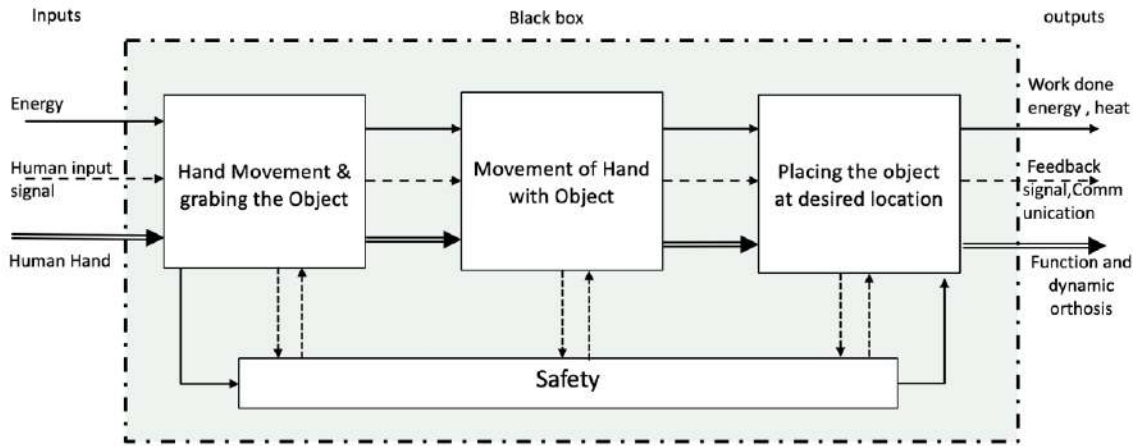 Inputs
Black box
outputs
Energy
Human input
signal
Human Hand
Hand Movement &
grabing the Object
Movement of Hand
with Object
Placing the object
at desired location
Work done
energy , heat
Feedback
signal,Comm
unication
Function and
dynamic
orthosis
Safety